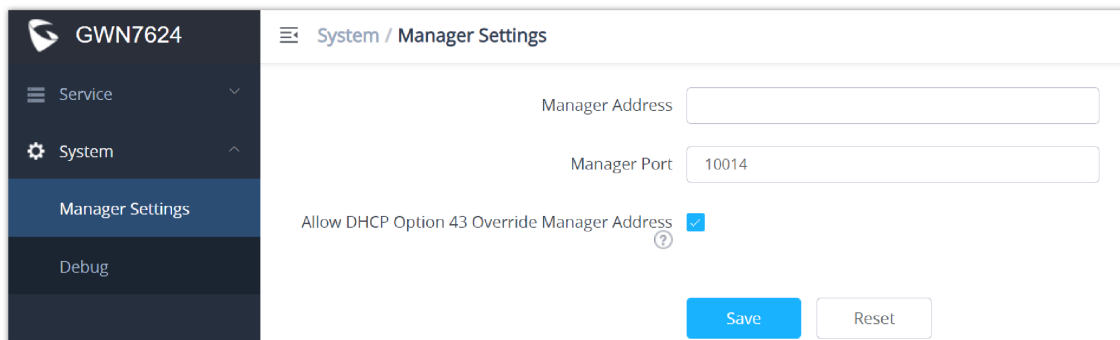 GWN7624
System / Manager Settings
Service
System
Manager Settings
Debug
Manager Address
Manager Port 10014
Allow DHCP Option 43 Override Manager Address
?
Save Reset